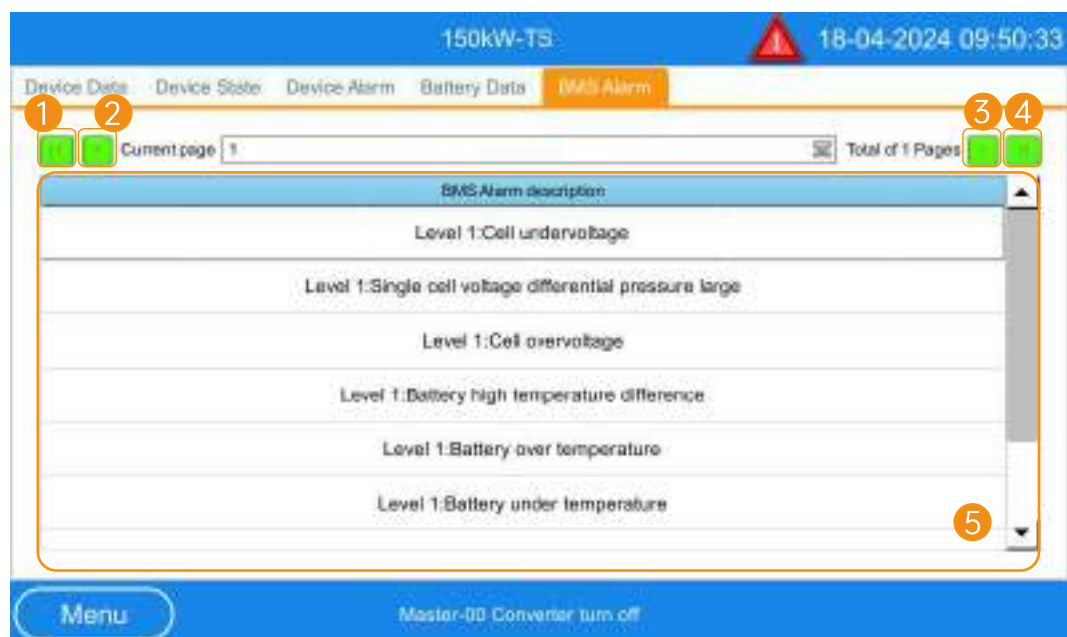 150kW-TS 18-04-2024 09:50:33
Device Data Device State Device Alarm Battery Data BMS Alarm
1 2 3 4
Current page 1 Total of 1 Pages
BMS Alarm description
Level 1:Cell undervoltage
Level 1:Single cell voltage differential pressure large
Level 1:Cell overvoltage
Level 1:Battery high temperature difference
Level 1:Battery over temperature
Level 1:Battery under temperature
5
Menu Master-00 Converter turn off